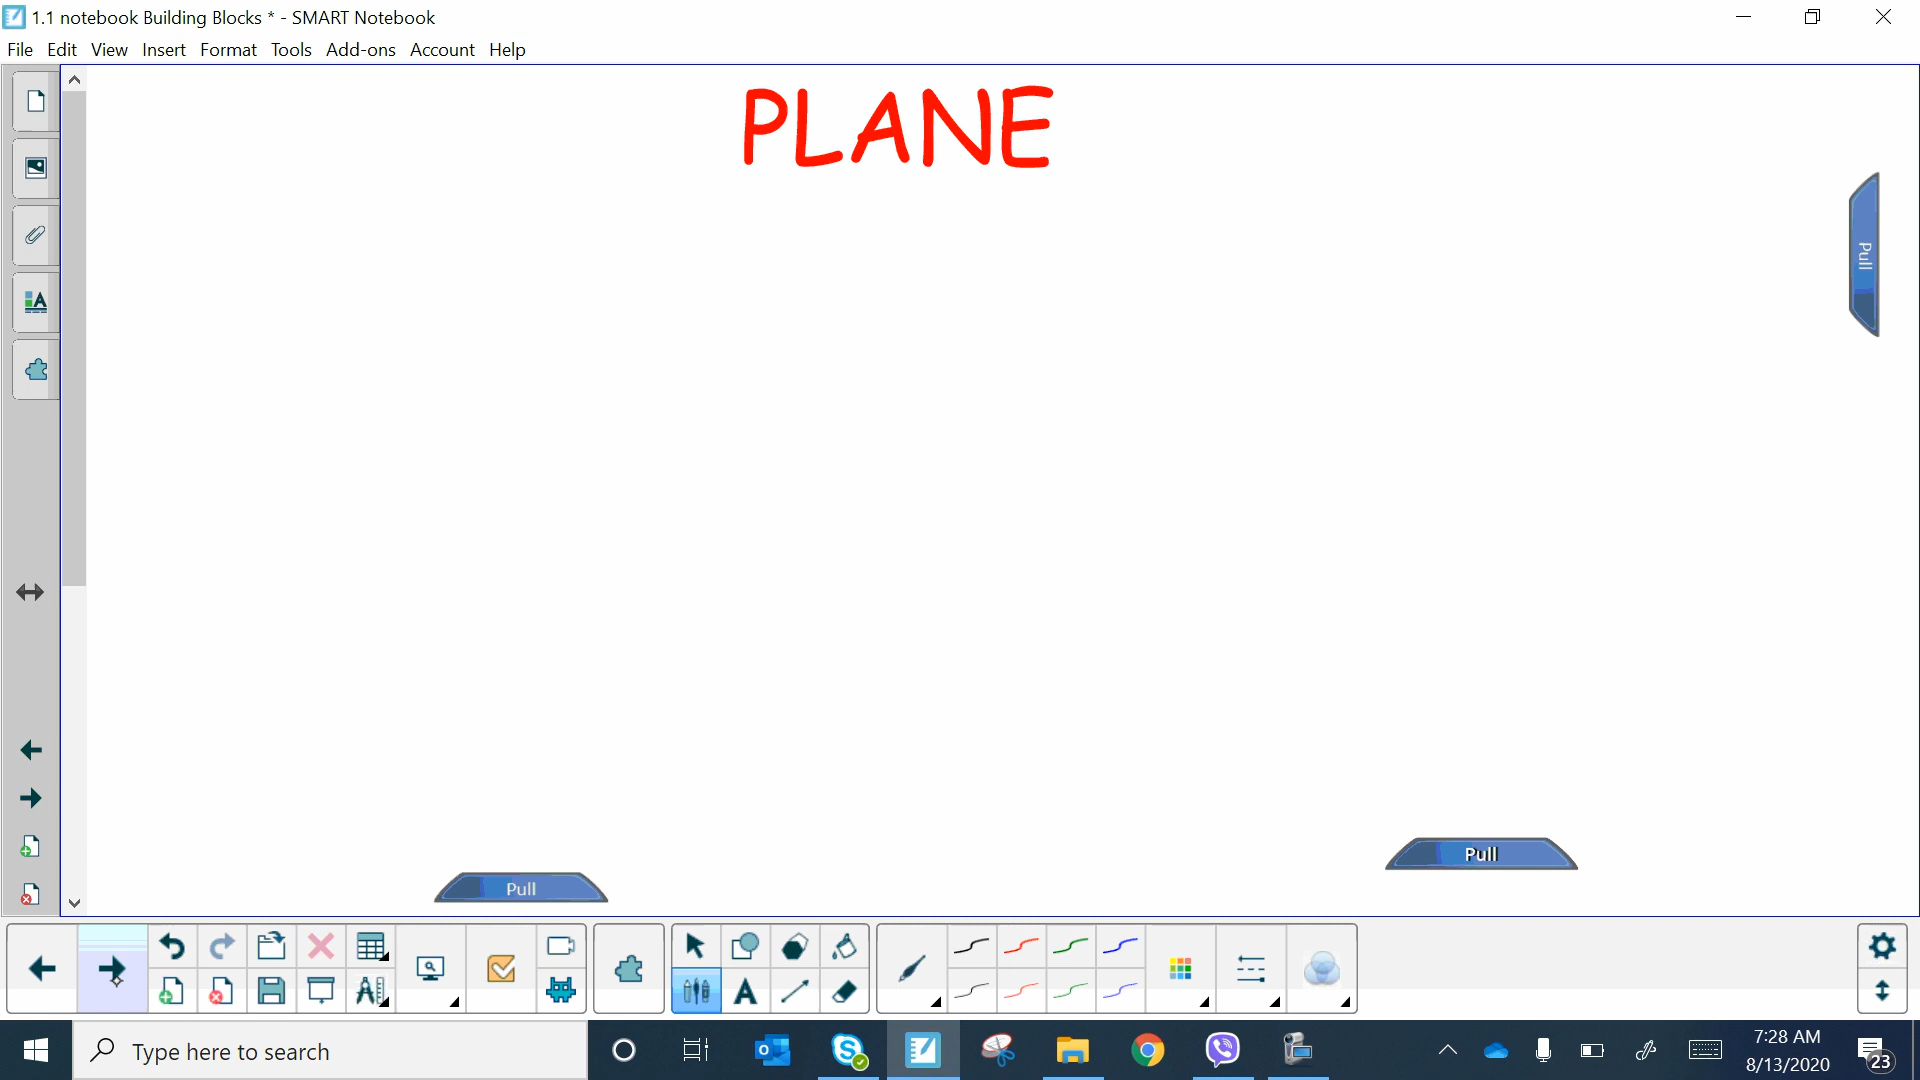 1.1 notebook Building Blocks * - SMART Notebook
File Edit View Insert Format Tools Add-ons Account Help
PLANE
Pull
Pull
Pull
Type here to search
7:28 AM
8/13/2020
23